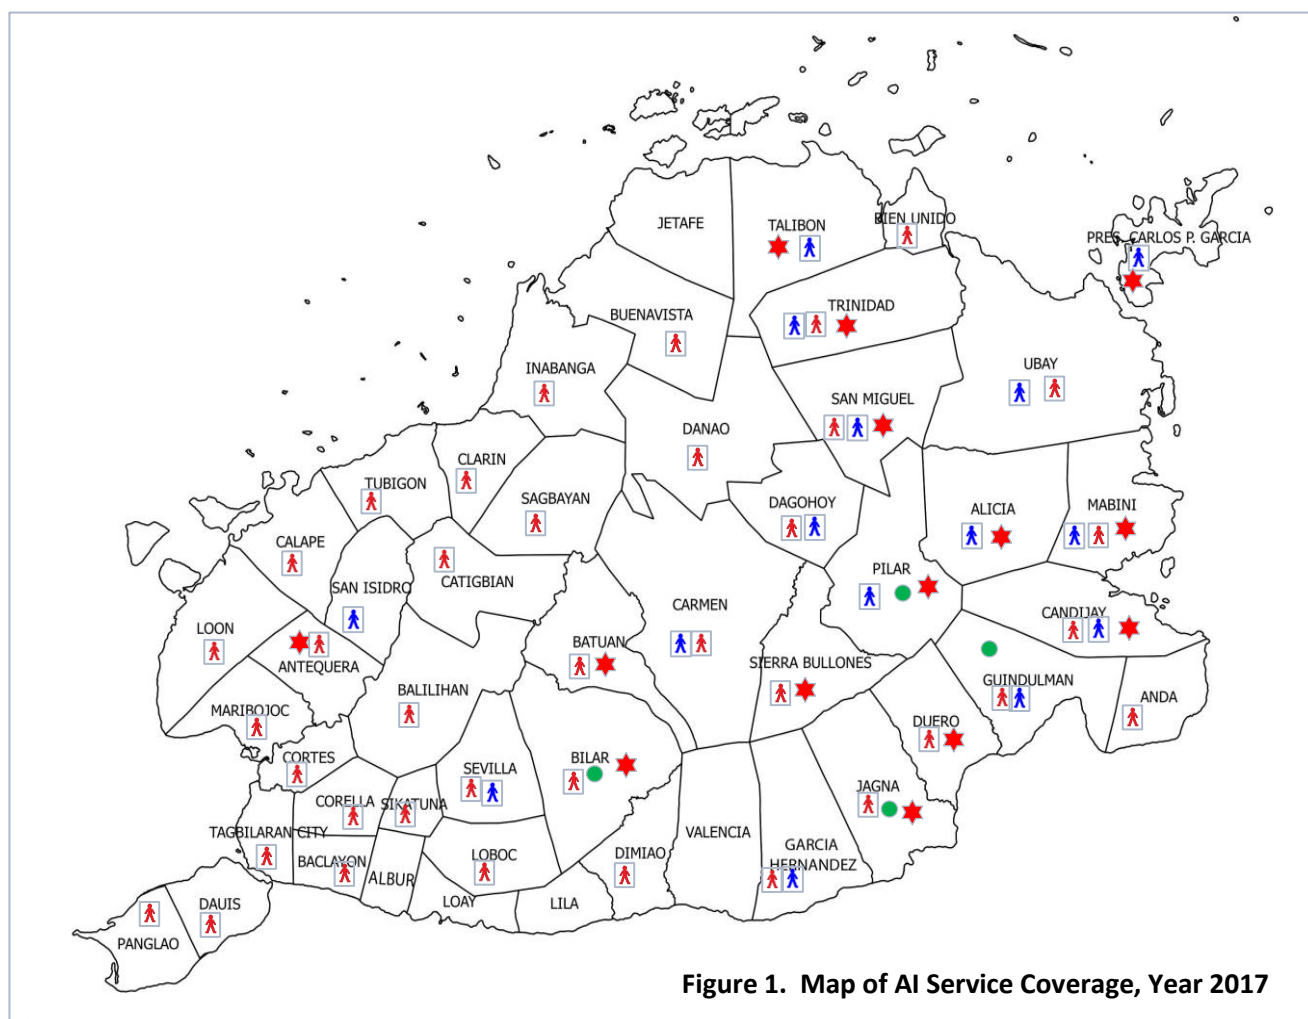 JETAFE
TALIBON
BIEN UNIDO
PRES. CARLOS P. GARCIA
BUENAVISTA
TRINIDAD
INABANGA
UBAY
SAN MIGUEL
DANAO
CLARIN
TUBIGON
SAGBAYAN
DAGOHOY
ALICIA
MABINI
CALAPE
SAN ISIDRO
CATIGBIAN
PILAR
CARMEN
CANDIJAY
LOON
ANTEQUERA
BATUAN
SIERRA BULLONES
GUINDULMAN
BALILIHAN
ANDA
MARIBOJOC
DUERO
CORTES
SEVILLA
BILAR
JAGNA
CORELLA
SIKATUNA
TAGBILARAN CITY
VALENCIA
GARCIA
HERNANDEZ
BACLAYON
LOBOC
DIMIAO
ALBUR
LOAY
LILA
DAUIS
PANGLAO
Figure 1. Map of AI Service Coverage, Year 2017